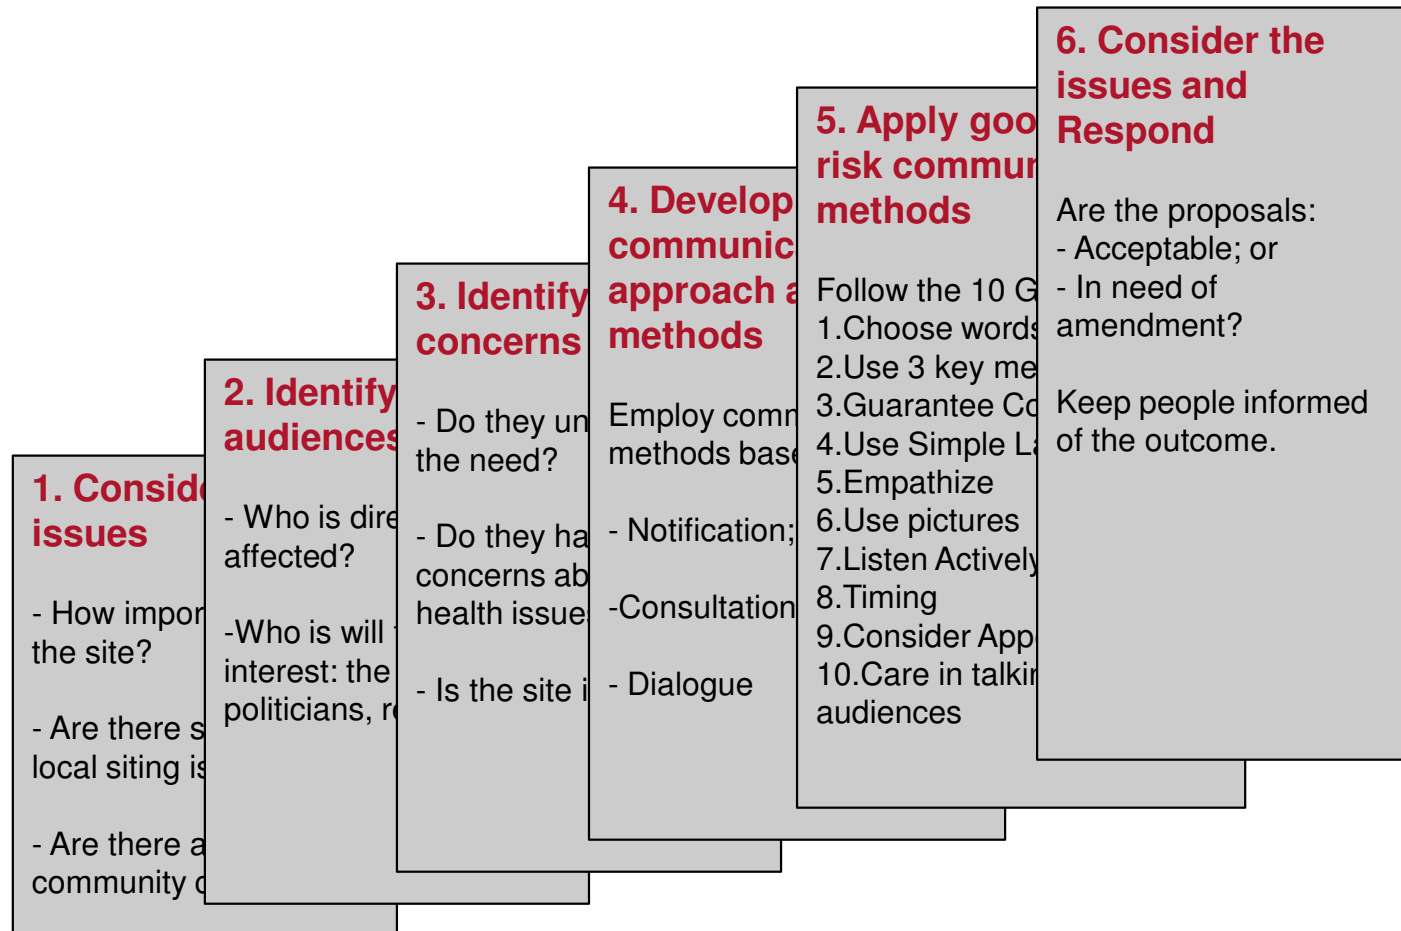 1. Conside
issues
- How impor
the site?
- Are there s
local siting is
- Are there a
community c
2. Identify
audiences
- Who is dire
affected?
-Who is will
interest: the
politicians, re
3. Identify
concerns
- Do they un
the need?
- Do they ha
concerns ab
health issue
- Is the site i
4. Develop
communic
approach a
methods
Employ comm
methods base
- Notification;
-Consultation
- Dialogue
5. Apply goo
risk commun
methods
Follow the 10 G
1.Choose words
2.Use 3 key me
3.Guarantee Co
4.Use Simple La
5.Empathize
6.Use pictures
7.Listen Actively
8.Timing
9.Consider App
10.Care in talkin
audiences
6. Consider the
issues and
Respond
Are the proposals:
- Acceptable; or
- In need of
amendment?
Keep people informed
of the outcome.